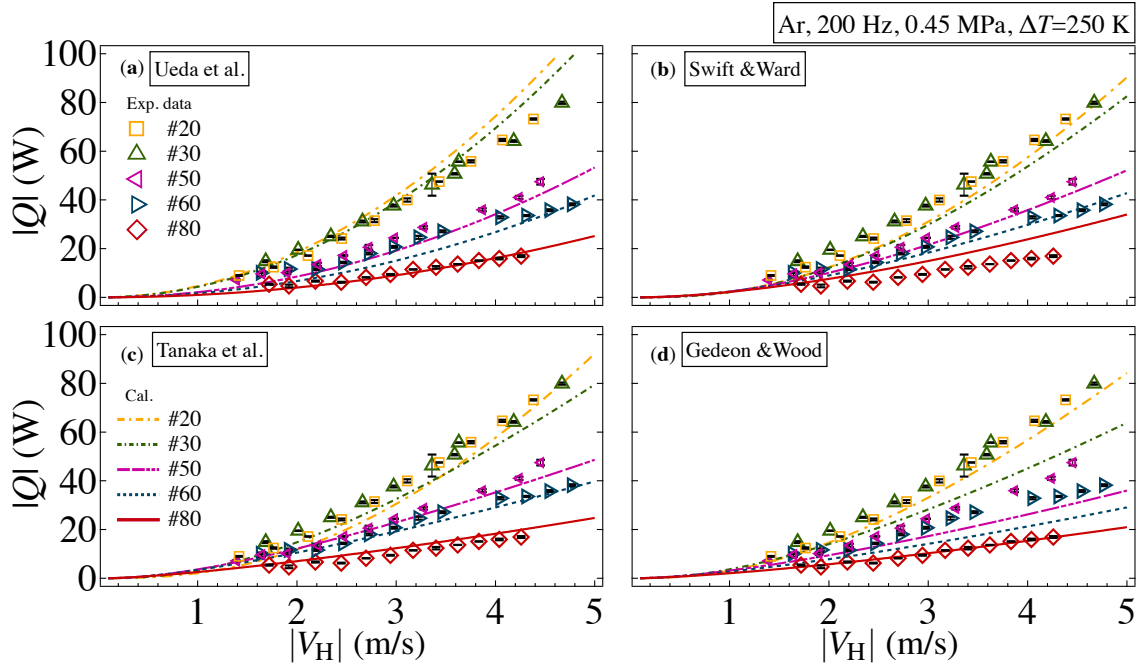 Ar, 200 Hz, 0.45 MPa, ΔT=250 K
(a) Ueda et al.
Exp. data
#20
#30
#50
#60
#80
|Q| (W)
100
80
60
40
20
0
(b) Swift &Ward
(c) Tanaka et al.
Cal.
#20
#30
#50
#60
#80
|Q| (W)
100
80
60
40
20
0
1 2 3 4 5
|V_H| (m/s)
(d) Gedeon &Wood
1 2 3 4 5
|V_H| (m/s)